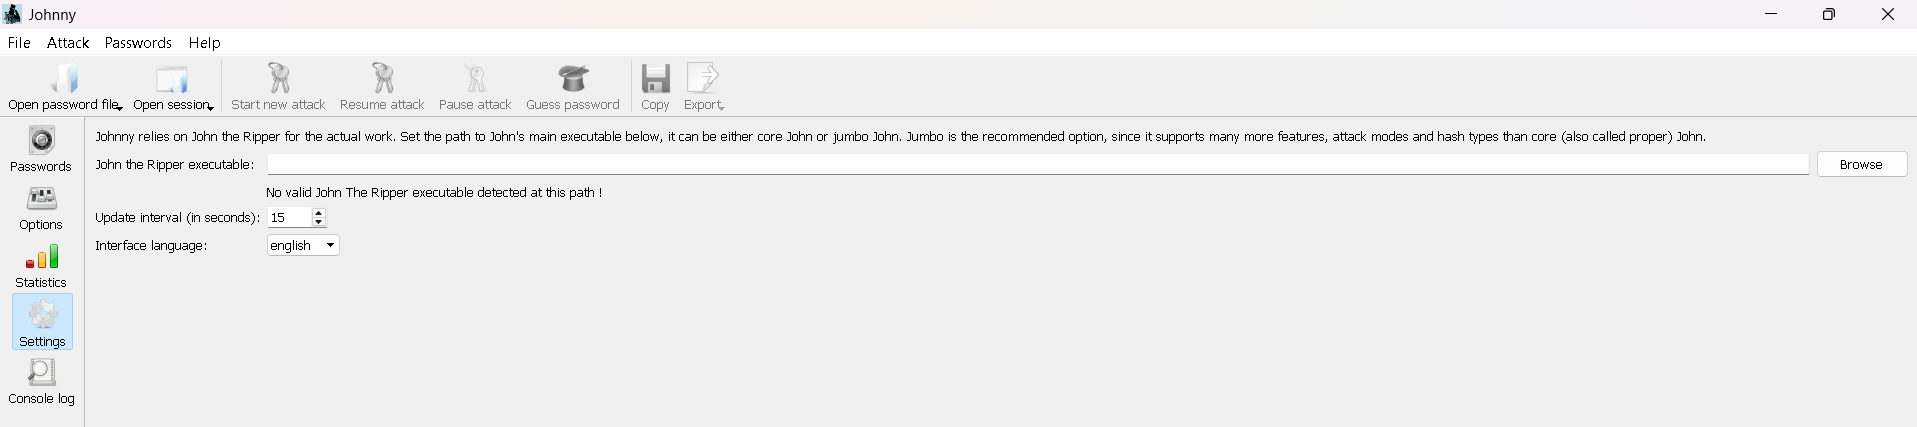 Johnny
File Attack Passwords Help
Open password file Open session Start new attack Resume attack Pause attack Guess password Copy Export
Passwords
Options
Statistics
Settings
Console log
Johnny relies on John the Ripper for the actual work. Set the path to John's main executable below, it can be either core John or jumbo John. Jumbo is the recommended option, since it supports many more features, attack modes and hash types than core (also called proper) John.
John the Ripper executable: Browse
No valid John The Ripper executable detected at this path !
Update interval (in seconds): 15
Interface language: english